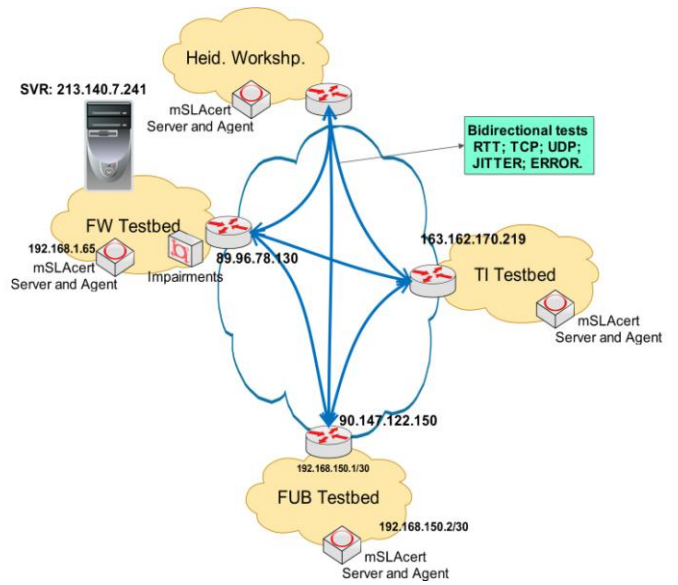 Heid. Workshp.
SVR: 213.140.7.241
mSLAcert
Server and Agent
Bidirectional tests
RTT; TCP; UDP;
JITTER; ERROR.
FW Testbed
192.168.1.65
mSLAcert
Server and Agent
Impairments
89.96.78.130
163.162.170.219
TI Testbed
mSLAcert
Server and Agent
90.147.122.150
192.168.150.1/30
FUB Testbed
192.168.150.2/30
mSLAcert
Server and Agent